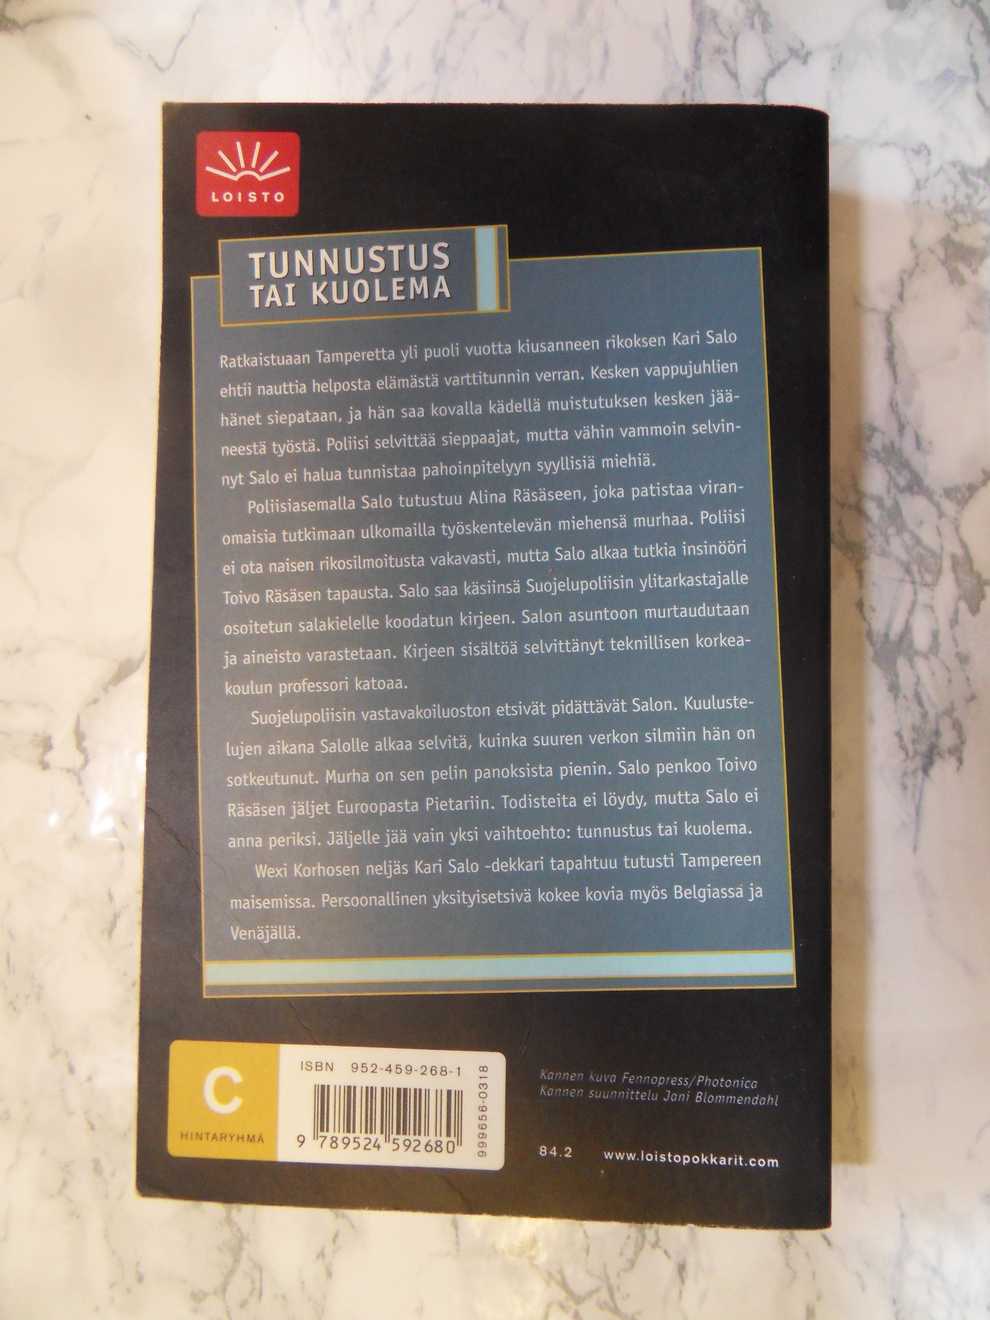 LOISTO
TUNNUSTUS
TAI KUOLEMA
Ratkaistuaan Tamperetta yli puoli vuotta kiusanneen rikoksen Kari Salo
ehtii nauttia helposta elämästä varttitunnin verran. Kesken vappujuhlien
hänet siepataan, ja hän saa kovalla kädellä muistutuksen kesken jää-
neestä työstä. Poliisi selvittää sieppaajat, mutta vähin vammoin selvin-
nyt Salo ei halua tunnistaa pahoinpitelyyn syyllisiä miehiä.
Poliisiasemalla Salo tutustuu Alina Räsäseen, joka patistaa viran-
omaisia tutkimaan ulkomailla työskentelevän miehensä murhaa. Poliisi
ei ota naisen rikosilmoitusta vakavasti, mutta Salo alkaa tutkia insinööri
Toivo Räsäsen tapausta. Salo saa käsiinsä Suojelupoliisin ylitarkastajalle
osoitetun salakielelle koodatun kirjeen. Salon asuntoon murtaudutaan
ja aineisto varastetaan. Kirjeen sisältöä selvittänyt teknillisen korkea-
koulun professori katoaa.
Suojelupoliisin vastavakoiluoston etsivät pidättävät Salon. Kuuluste-
lujen aikana Salolle alkaa selvitä, kuinka suuren verkon silmiin hän on
sotkeutunut. Murha on sen pelin panoksista pienin. Salo penkoo Toivo
Räsäsen jäljet Euroopasta Pietariin. Todisteita ei löydy, mutta Salo ei
anna periksi. Jäljelle jää vain yksi vaihtoehto: tunnustus tai kuolema.
Wexi Korhosen neljäs Kari Salo -dekkari tapahtuu tutusti Tampereen
maisemissa. Persoonallinen yksityisetsivä kokee kovia myös Belgiassa ja
Venäjällä.
C
HINTARYHMÄ
ISBN 952-459-268-1
9 789524 592680
999656-0318
Kannen kuva Fennopress/Photonica
Kannen suunnittelu Jani Blommendahl
84.2 www.loistopokkarit.com